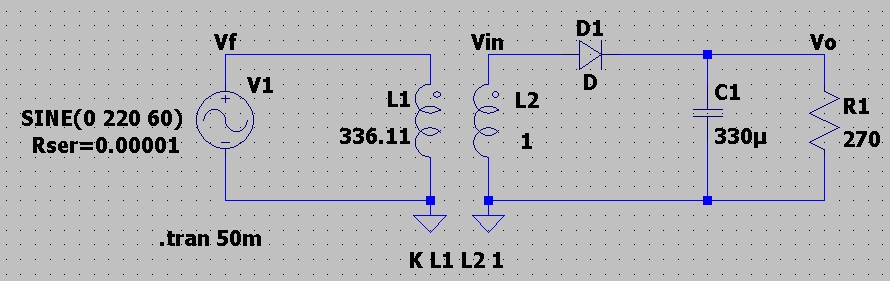 Vf
Vin
D1
Vo
V1
D
L1
L2
C1
R1
SINE(0 220 60)
Rser=0.00001
336.11
1
330µ
270
.tran 50m
K L1 L2 1